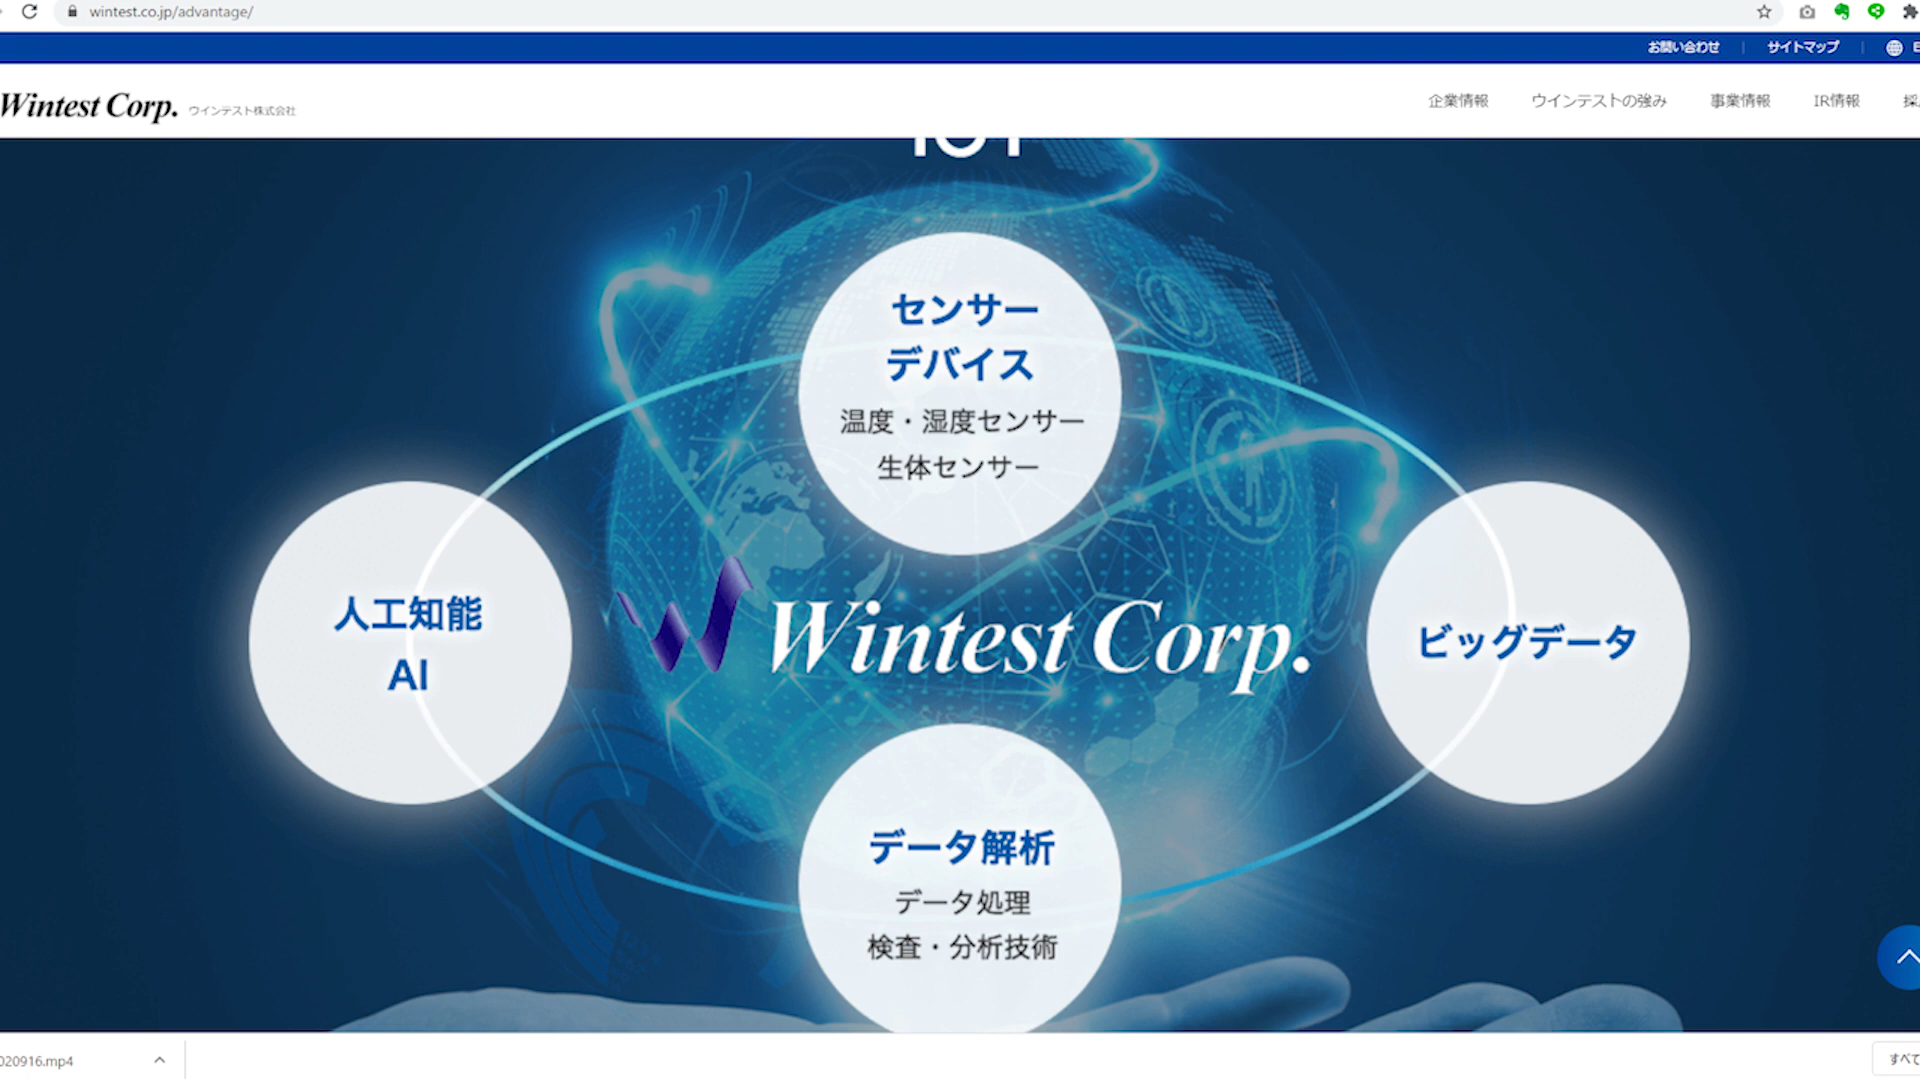 wintest.co.jp/advantage/
お問い合わせ | サイトマップ |
Wintest Corp. ウインテスト株式会社
企業情報 ウインテストの強み 事業情報 IR情報
センサー
デバイス
温度・湿度センサー
生体センサー
人工知能
AI
Wintest Corp.
ビッグデータ
データ解析
データ処理
検査・分析技術
020916.mp4
すべて